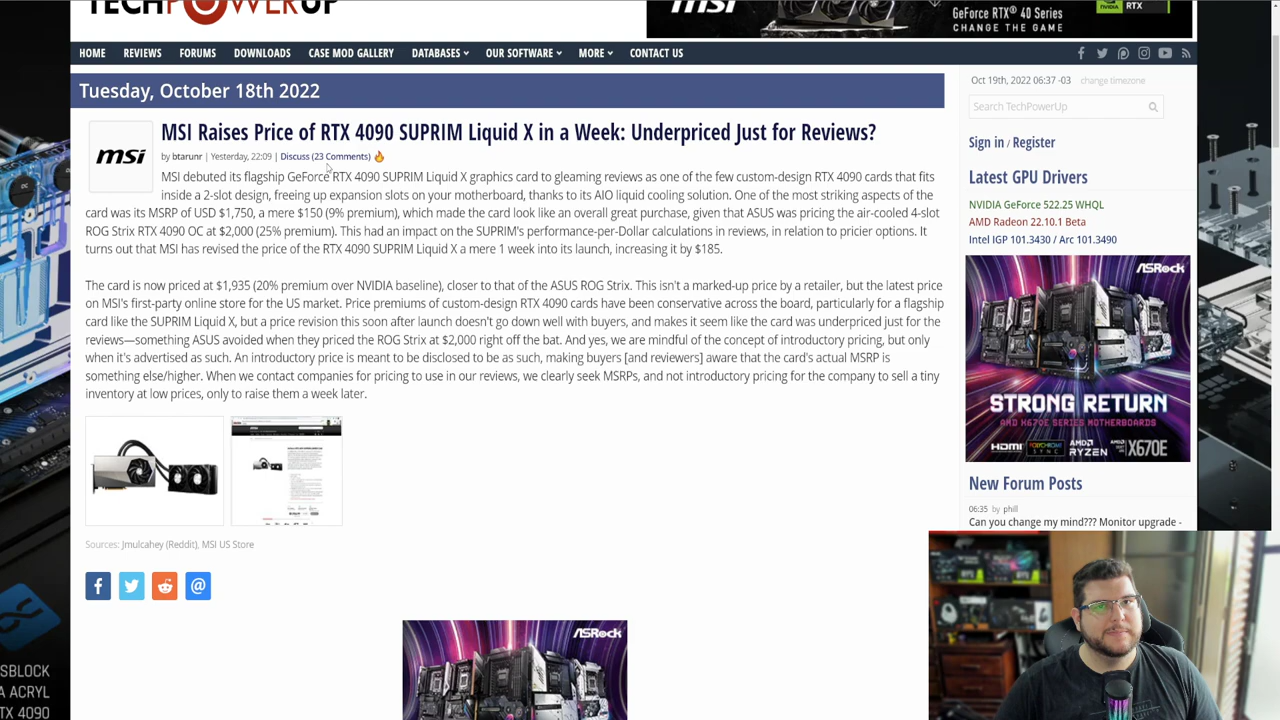 TECHPOWERUP
msi
GeForce RTX® 40 Series
CHANGE THE GAME
NVIDIA
RTX
HOME REVIEWS FORUMS DOWNLOADS CASE MOD GALLERY DATABASES OUR SOFTWARE MORE CONTACT US
Tuesday, October 18th 2022
MSI Raises Price of RTX 4090 SUPRIM Liquid X in a Week: Underpriced Just for Reviews?
msi
by btarunr | Yesterday, 22:09 | Discuss (23 Comments)
MSI debuted its flagship GeForce RTX 4090 SUPRIM Liquid X graphics card to gleaming reviews as one of the few custom-design RTX 4090 cards that fits
inside a 2-slot design, freeing up expansion slots on your motherboard, thanks to its AIO liquid cooling solution. One of the most striking aspects of the
card was its MSRP of USD $1,750, a mere $150 (9% premium), which made the card look like an overall great purchase, given that ASUS was pricing the air-cooled 4-slot
ROG Strix RTX 4090 OC at $2,000 (25% premium). This had an impact on the SUPRIM's performance-per-Dollar calculations in reviews, in relation to pricier options. It
turns out that MSI has revised the price of the RTX 4090 SUPRIM Liquid X a mere 1 week into its launch, increasing it by $185.
The card is now priced at $1,935 (20% premium over NVIDIA baseline), closer to that of the ASUS ROG Strix. This isn't a marked-up price by a retailer, but the latest price
on MSI's first-party online store for the US market. Price premiums of custom-design RTX 4090 cards have been conservative across the board, particularly for a flagship
card like the SUPRIM Liquid X, but a price revision this soon after launch doesn't go down well with buyers, and makes it seem like the card was underpriced just for the
reviews—something ASUS avoided when they priced the ROG Strix at $2,000 right off the bat. And yes, we are mindful of the concept of introductory pricing, but only
when it's advertised as such. An introductory price is meant to be disclosed to be as such, making buyers [and reviewers] aware that the card's actual MSRP is
something else/higher. When we contact companies for pricing to use in our reviews, we clearly seek MSRPs, and not introductory pricing for the company to sell a tiny
inventory at low prices, only to raise them a week later.
Sources: Jmulcahey (Reddit), MSI US Store
ASRock
Oct 19th, 2022 06:37 -03 change timezone
Search TechPowerUp
Sign in / Register
Latest GPU Drivers
NVIDIA GeForce 522.25 WHQL
AMD Radeon 22.10.1 Beta
Intel IGP 101.3430 / Arc 101.3490
ASRock
STRONG RETURN
AMD X670E SERIES MOTHERBOARDS
HDMI POLYCHROME SYNC AMD RYZEN AMD X670E
New Forum Posts
06:35 by phill
Can you change my mind??? Monitor upgrade -
SBLOCK
A ACRYL
TX 4090